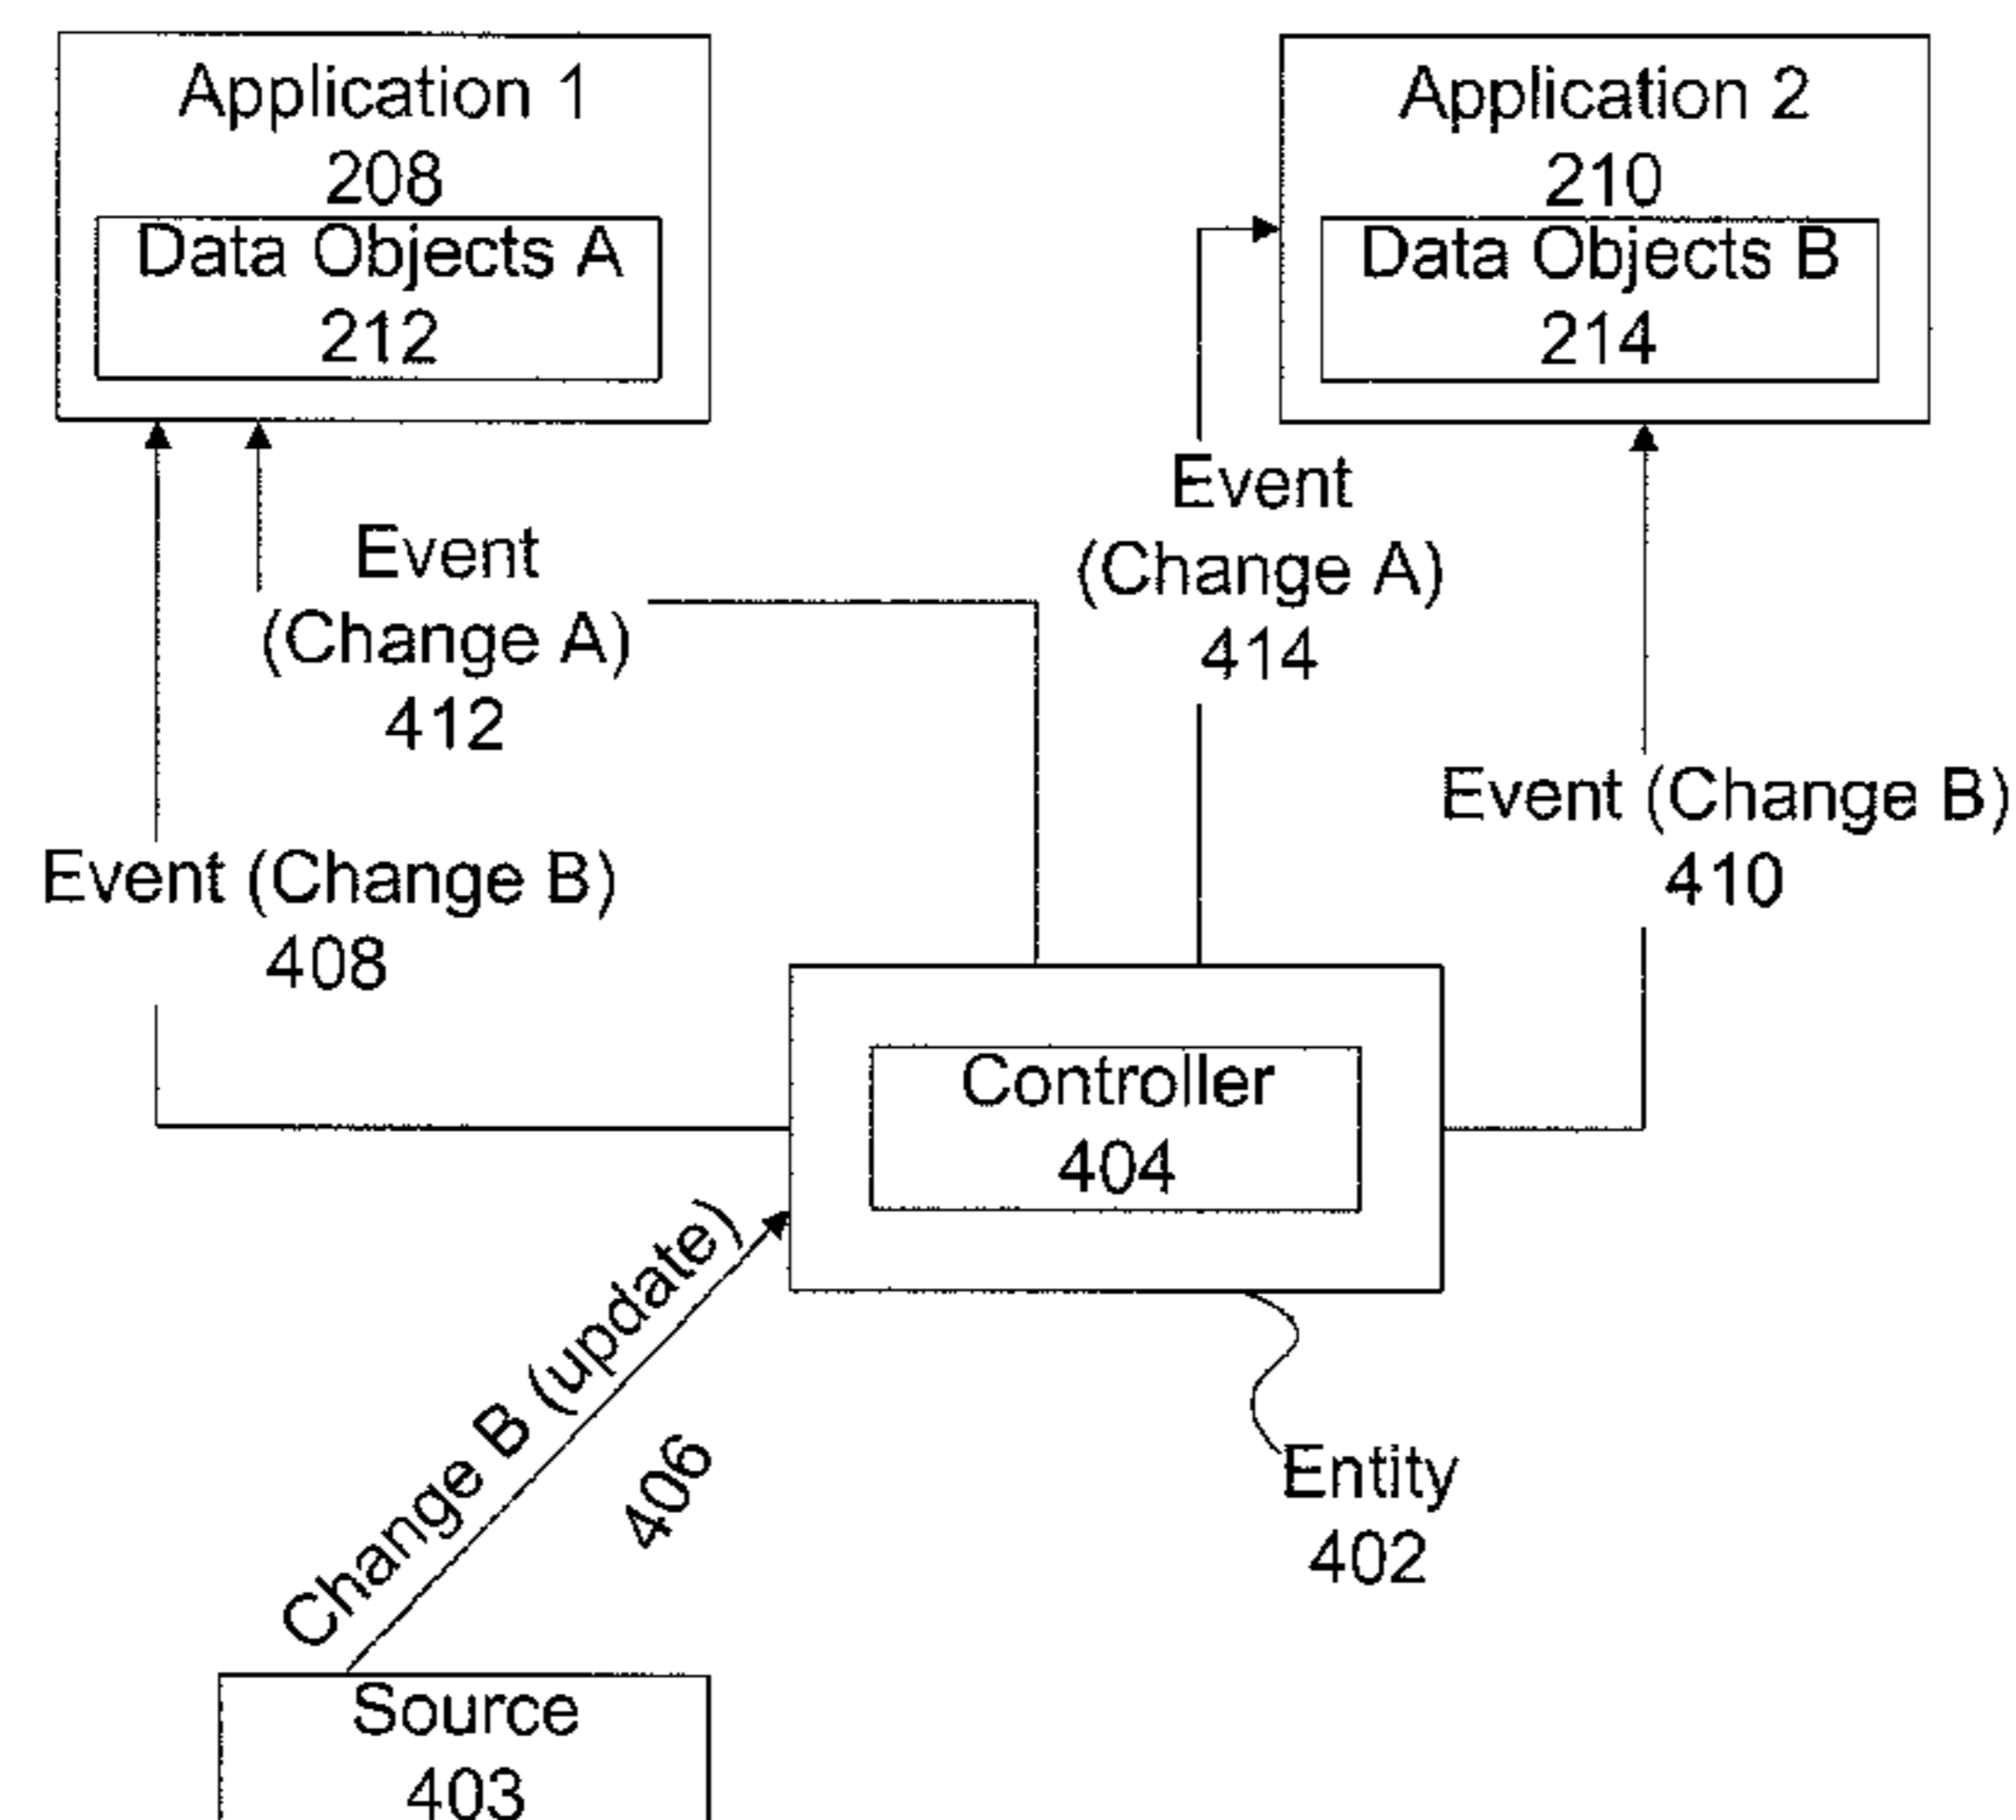 Application 1
208
Data Objects A
212
Application 2
210
Data Objects B
214
Event
(Change A)
412
Event
(Change A)
414
Event (Change B)
408
Event (Change B)
410
Controller
404
Change B (update)
406
Entity
402
Source
403